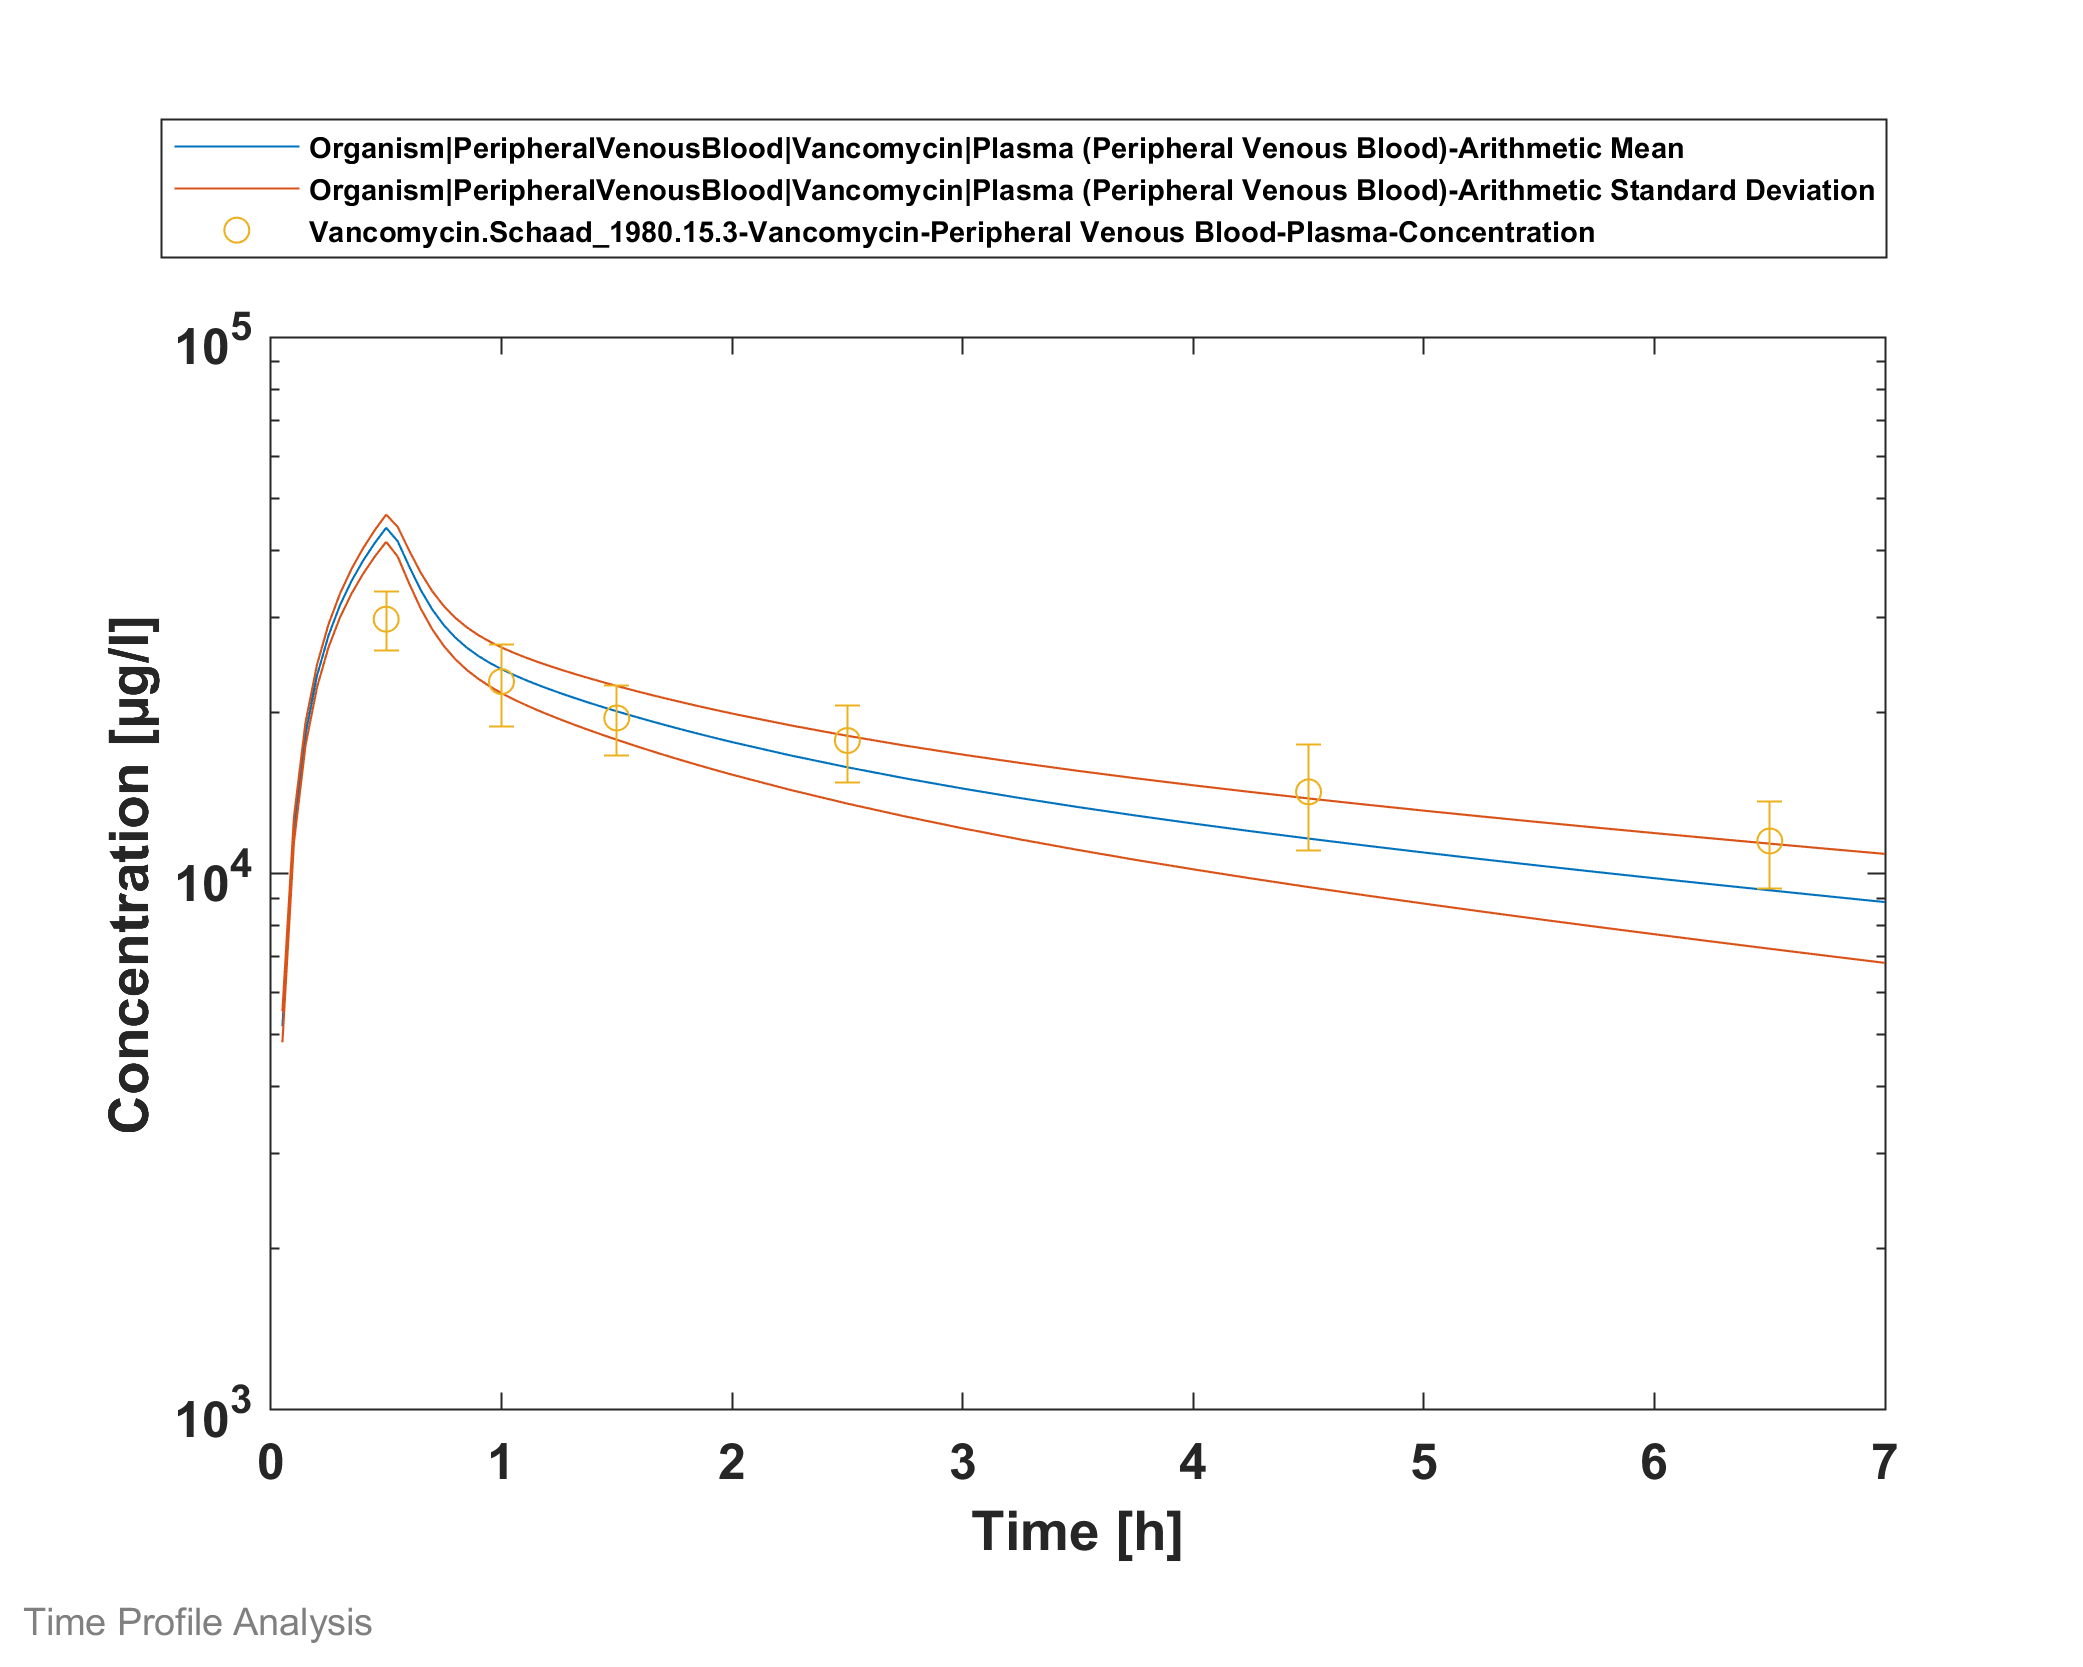 Organism|PeripheralVenousBlood|Vancomycin|Plasma (Peripheral Venous Blood)-Arithmetic Mean
Organism|PeripheralVenousBlood|Vancomycin|Plasma (Peripheral Venous Blood)-Arithmetic Standard Deviation
Vancomycin.Schaad_1980.15.3-Vancomycin-Peripheral Venous Blood-Plasma-Concentration
10^5
10^4
10^3
Concentration [µg/l]
0 1 2 3 4 5 6 7
Time [h]
Time Profile Analysis